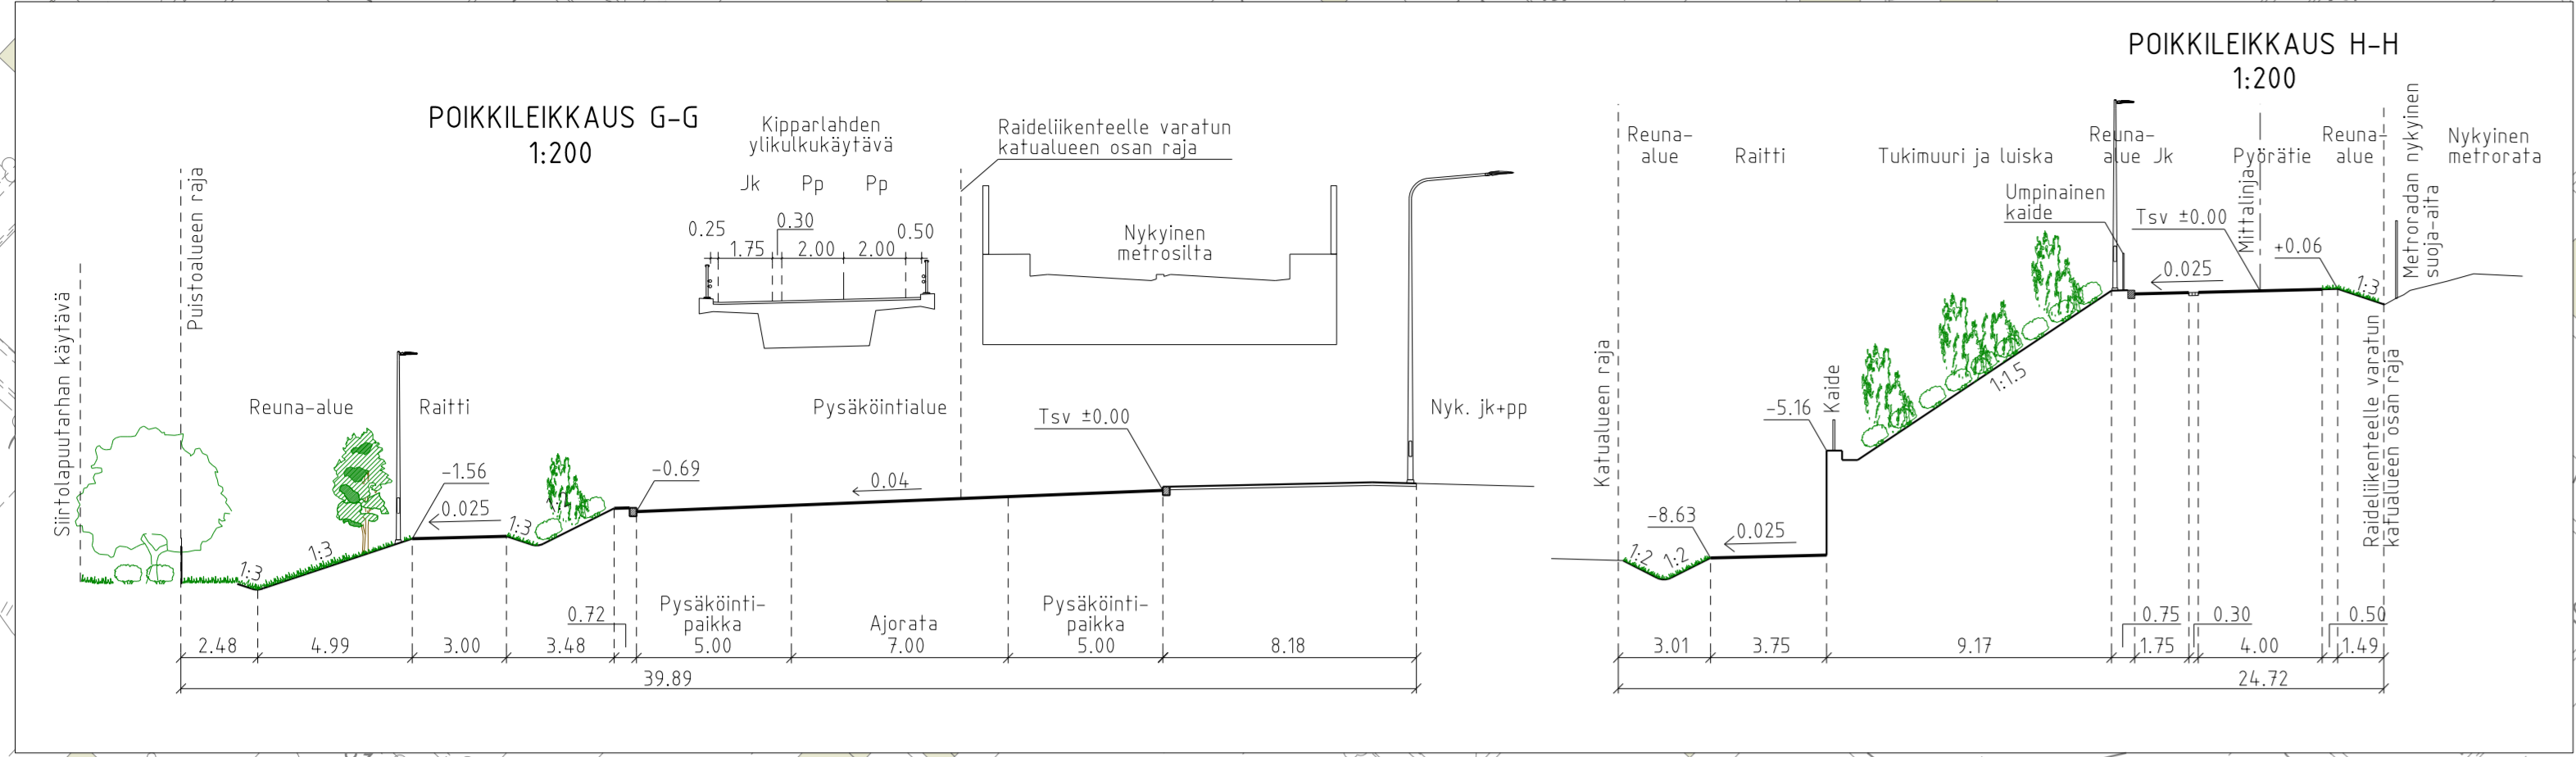 POIKKILEIKKAUS G-G
1:200
Siirtolaputarhan käytävä
Puistoalueen raja
Kipparlahden
ylikulkukäytävä
Jk Pp Pp
0.25 1.75 0.30 2.00 2.00 0.50
Raideliikenteelle varatun
katualueen osan raja
Nykyinen
metrosilta
Reuna-alue
Raitti
Pysäköintialue
Tsv ±0.00
Nyk. jk+pp
-1.56
-0.69
0.025
0.04
1:3
1:3
1:3
0.72
Pysäköinti-
paikka
5.00
Ajorata
7.00
Pysäköinti-
paikka
5.00
2.48 4.99 3.00 3.48 8.18
39.89
POIKKILEIKKAUS H-H
1:200
Reuna-
alue
Raitti
Tukimuuri ja luiska
Reuna-
alue Jk
Pyörätie
Reuna-
alue
Nykyinen
metrorata
Metroradan nykyinen
suoja-aita
Umpinainen
kaide
Tsv ±0.00
Mittalinja
+0.06
0.025
1:3
Katualueen raja
-5.16
Kaide
1:1.5
Raideliikenteelle varatun
katualueen osan raja
-8.63
0.025
1:2 1:2
0.75 0.30 0.50
3.01 3.75 9.17 1.75 4.00 1.49
24.72